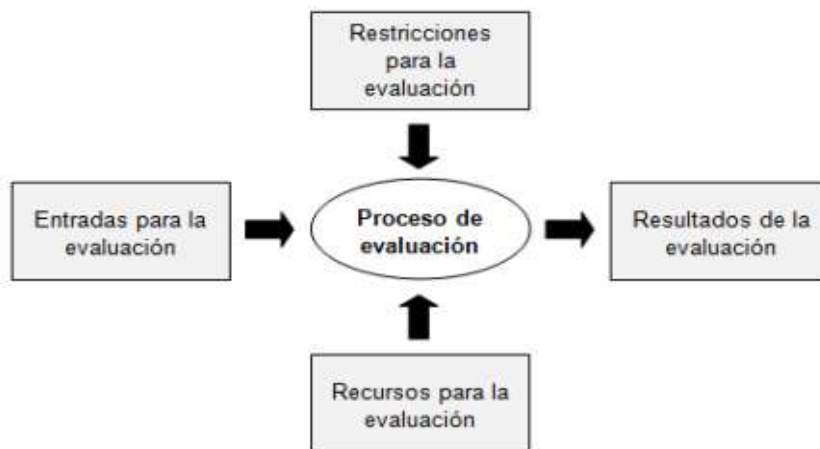 Restricciones
para la
evaluación
Entradas para la
evaluación
Proceso de
evaluación
Resultados de la
evaluación
Recursos para la
evaluación